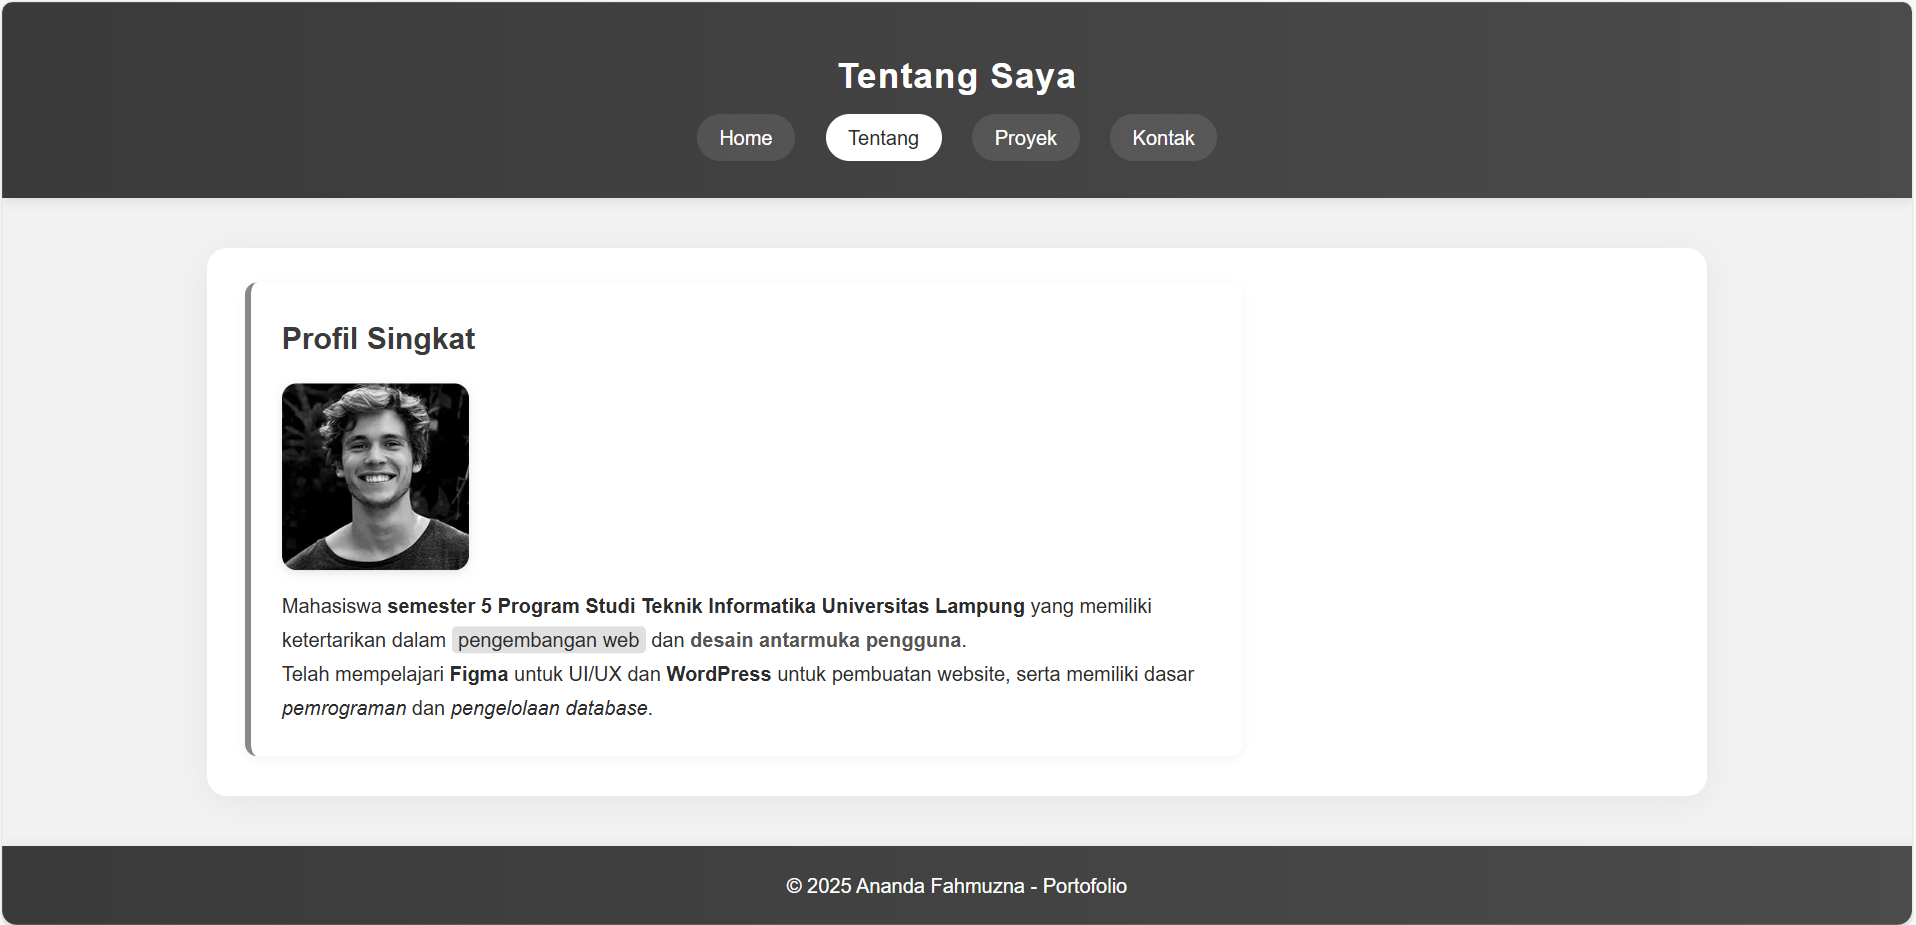 Tentang Saya
Home Tentang Proyek Kontak
Profil Singkat
Mahasiswa semester 5 Program Studi Teknik Informatika Universitas Lampung yang memiliki
ketertarikan dalam pengembangan web dan desain antarmuka pengguna.
Telah mempelajari Figma untuk UI/UX dan WordPress untuk pembuatan website, serta memiliki dasar
pemrograman dan pengelolaan database.
© 2025 Ananda Fahmuzna - Portofolio